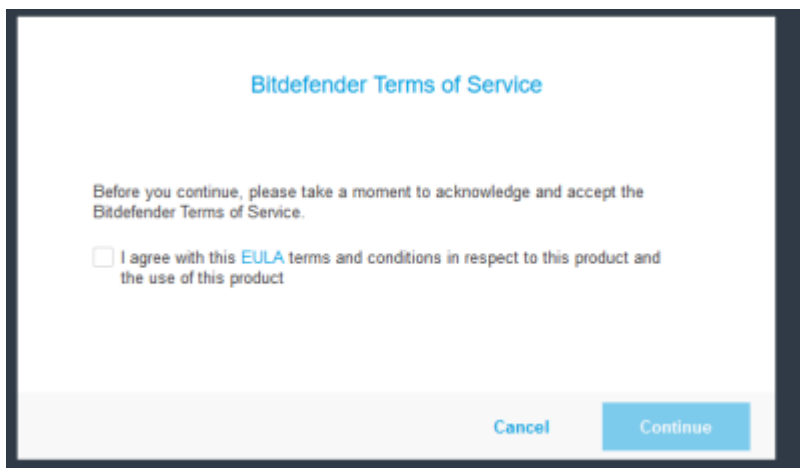 Bitdefender Terms of Service
Before you continue, please take a moment to acknowledge and accept the
Bitdefender Terms of Service.
I agree with this EULA terms and conditions in respect to this product and
the use of this product
Cancel
Continue